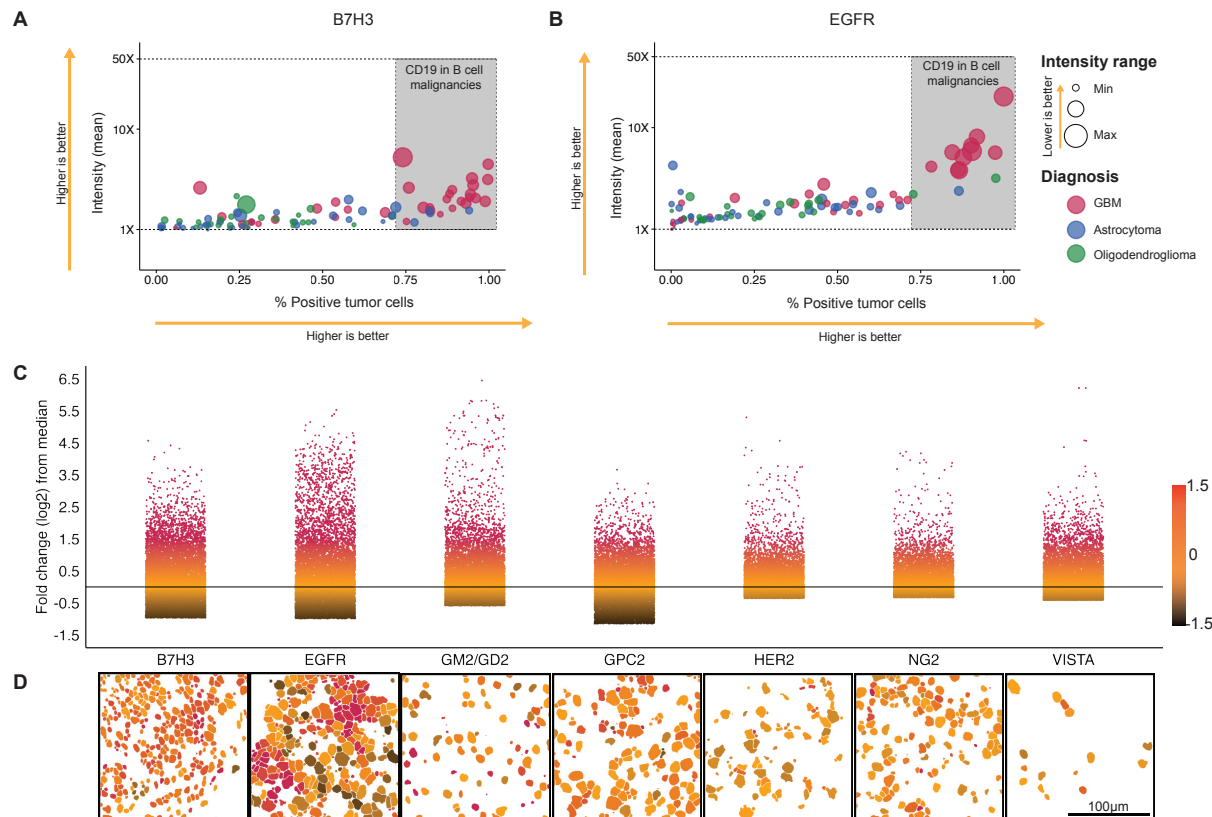 A
B7H3
Higher is better
Intensity (mean)
50X
10X
1X
CD19 in B cell
malignancies
0.00 0.25 0.50 0.75 1.00
% Positive tumor cells
Higher is better
B
EGFR
Higher is better
Intensity (mean)
50X
10X
1X
CD19 in B cell
malignancies
0.00 0.25 0.50 0.75 1.00
% Positive tumor cells
Higher is better
Intensity range
Lower is better
Min
Max
Diagnosis
GBM
Astrocytoma
Oligodendroglioma
C
Fold change (log2) from median
6.5
5.5
4.5
3.5
2.5
1.5
0.5
-0.5
-1.5
1.5
0
-1.5
B7H3 EGFR GM2/GD2 GPC2 HER2 NG2 VISTA
D
100µm